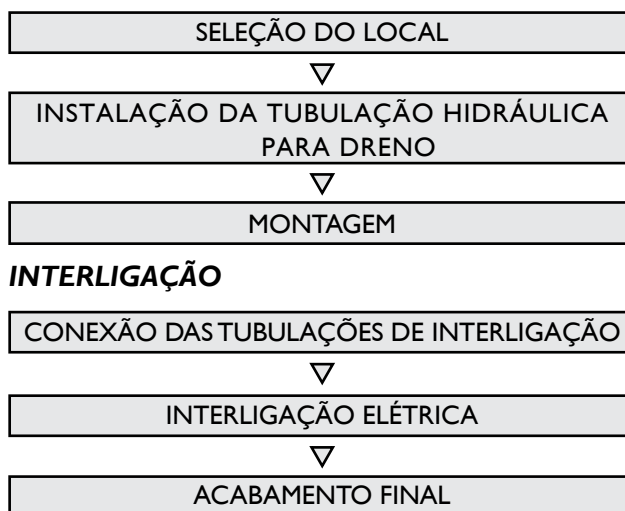 SELEÇÃO DO LOCAL
INSTALAÇÃO DA TUBULAÇÃO HIDRÁULICA
PARA DRENO
MONTAGEM
INTERLIGAÇÃO
CONEXÃO DAS TUBULAÇÕES DE INTERLIGAÇÃO
INTERLIGAÇÃO ELÉTRICA
ACABAMENTO FINAL